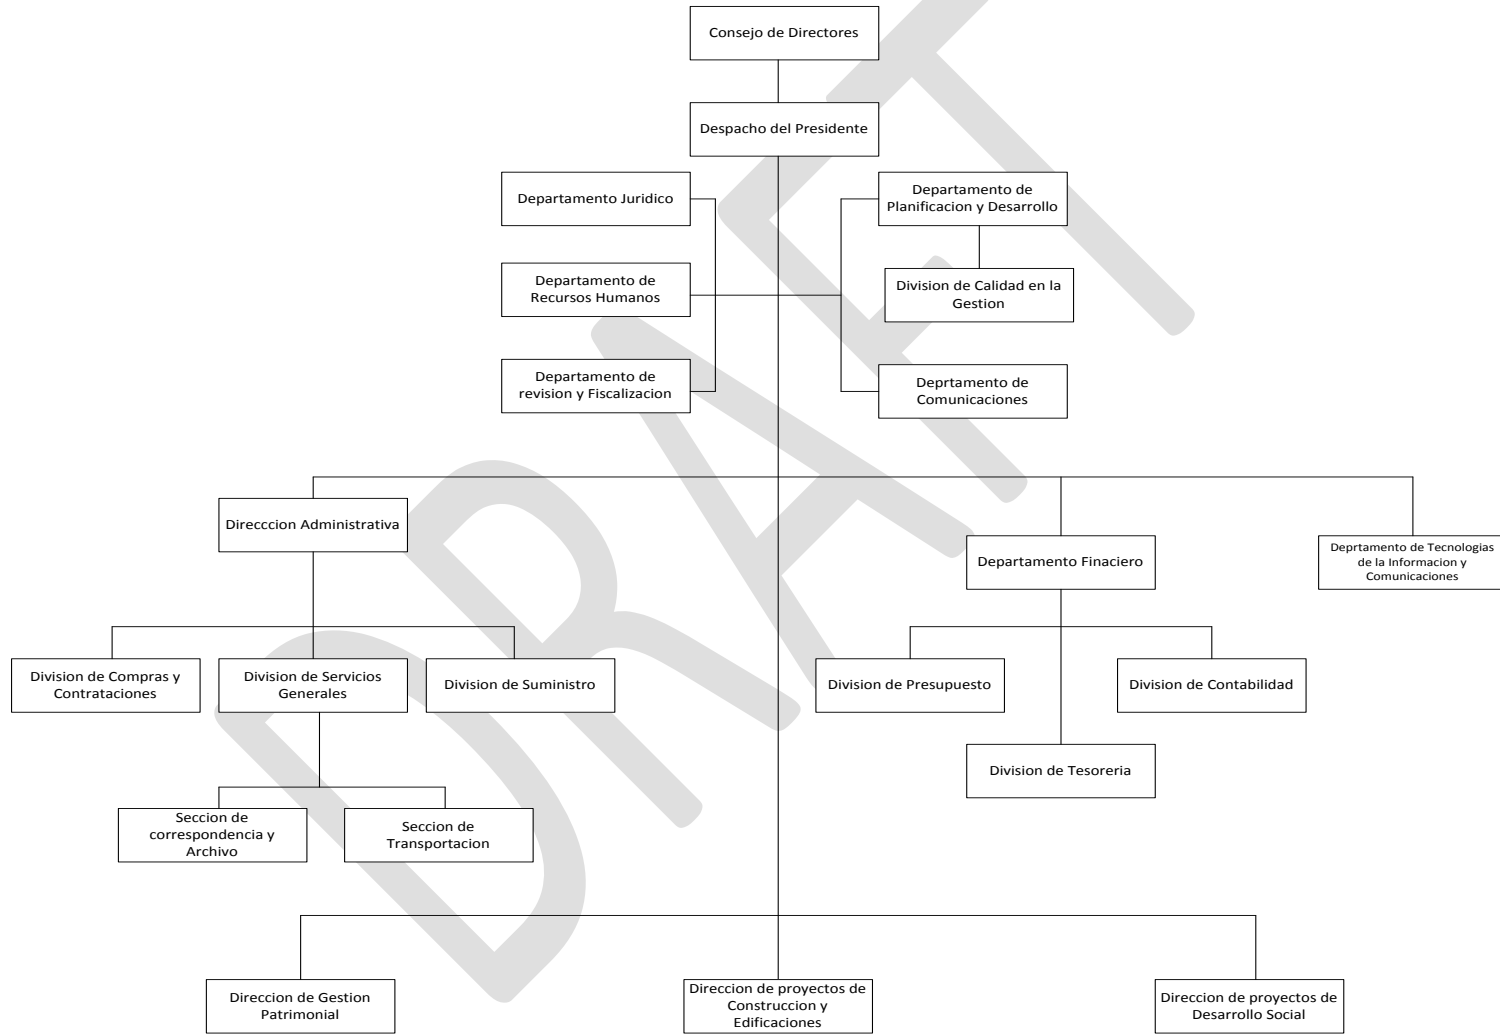 Consejo de Directores
Despacho del Presidente
Departamento Juridico
Departamento de
Planificacion y Desarrollo
Departamento de
Recursos Humanos
Division de Calidad en la
Gestion
Departamento de
revision y Fiscalizacion
Deprtamento de
Comunicaciones
Direcccion Administrativa
Departamento Finaciero
Deprtamento de Tecnologias
de la Informacion y
Comunicaciones
Division de Compras y
Contrataciones
Division de Servicios
Generales
Division de Suministro
Division de Presupuesto
Division de Contabilidad
Division de Tesoreria
Seccion de
correspondencia y
Archivo
Seccion de
Transportacion
Direccion de Gestion
Patrimonial
Direccion de proyectos de
Construccion y
Edificaciones
Direccion de proyectos de
Desarrollo Social
DRAFT